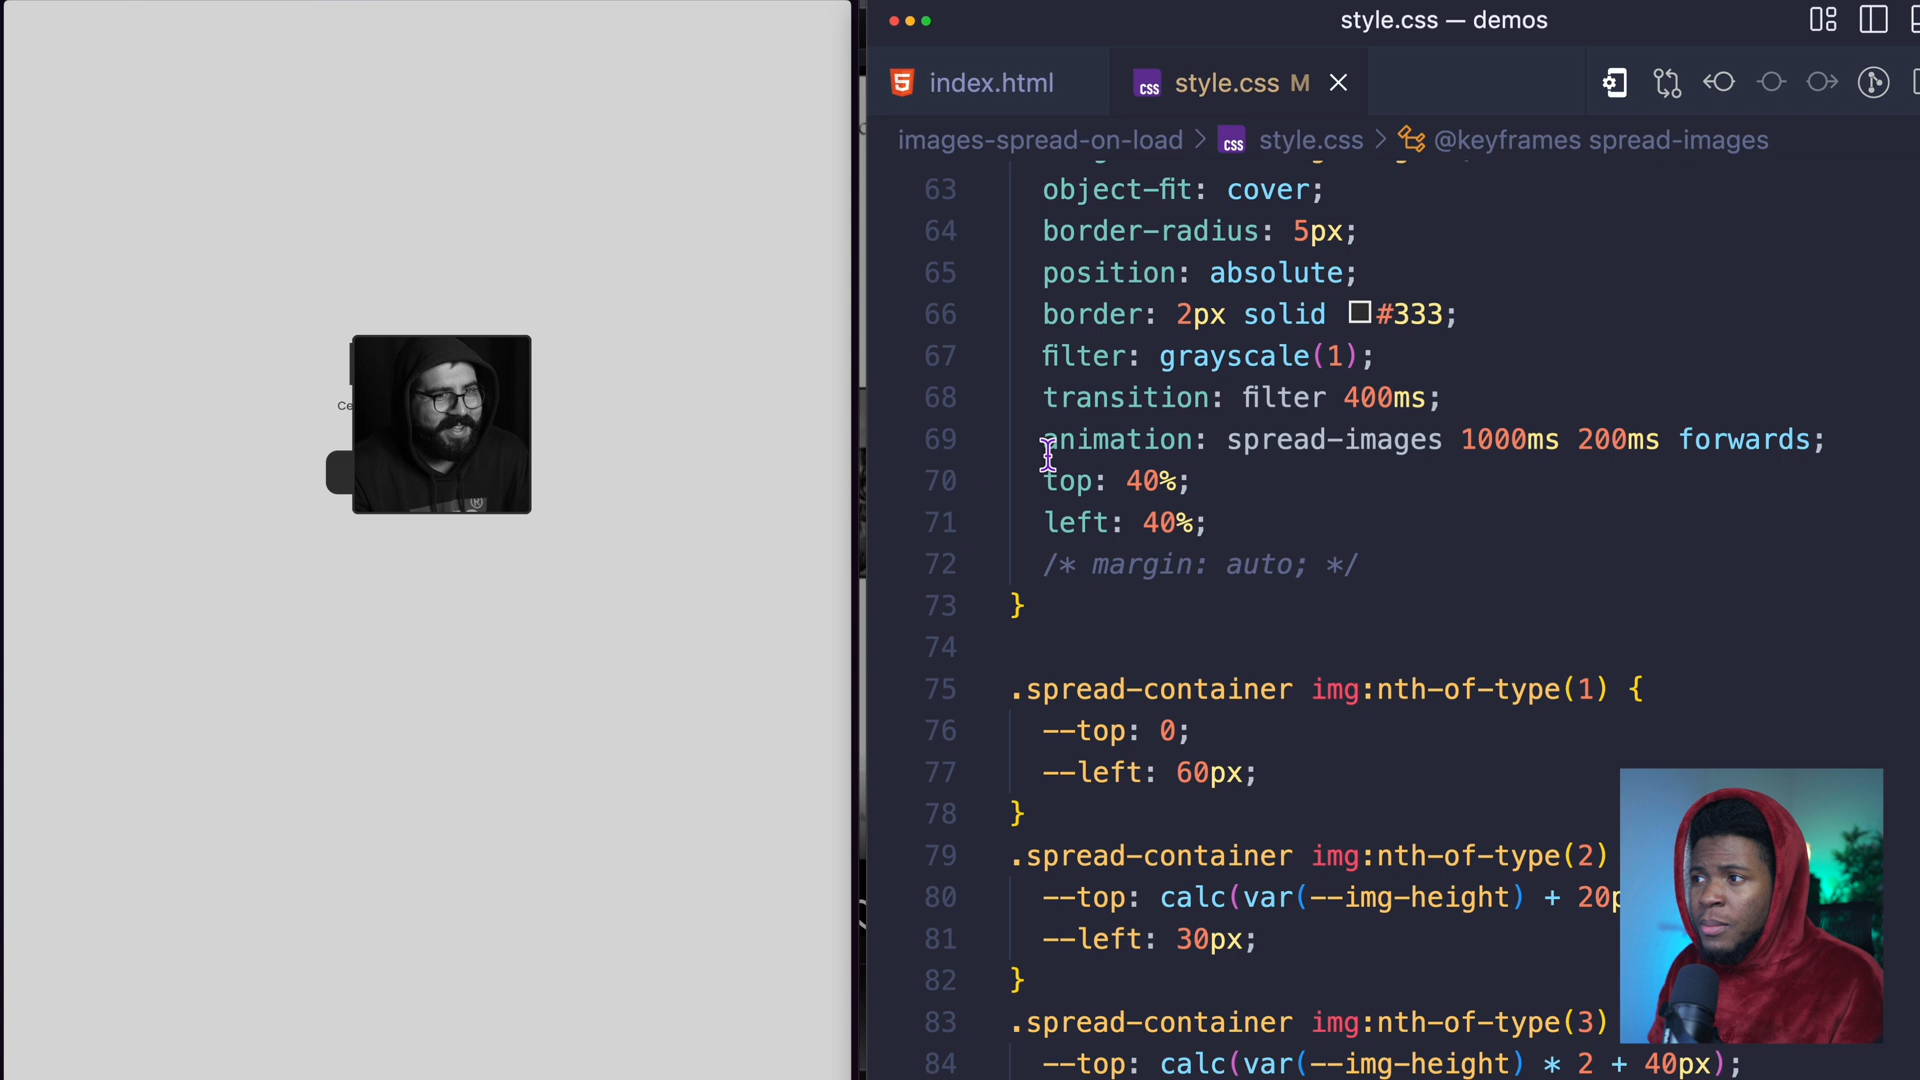 Ce
®
style.css — demos
index.html
css style.css M
images-spread-on-load > css style.css > @keyframes spread-images
63 object-fit: cover;
64 border-radius: 5px;
65 position: absolute;
66 border: 2px solid #333;
67 filter: grayscale(1);
68 transition: filter 400ms;
69 animation: spread-images 1000ms 200ms forwards;
70 top: 40%;
71 left: 40%;
72 /* margin: auto; */
73 }
74
75 .spread-container img:nth-of-type(1) {
76 --top: 0;
77 --left: 60px;
78 }
79 .spread-container img:nth-of-type(2)
80 --top: calc(var(--img-height) + 20p
81 --left: 30px;
82 }
83 .spread-container img:nth-of-type(3)
84 --top: calc(var(--img-height) * 2 + 40px);